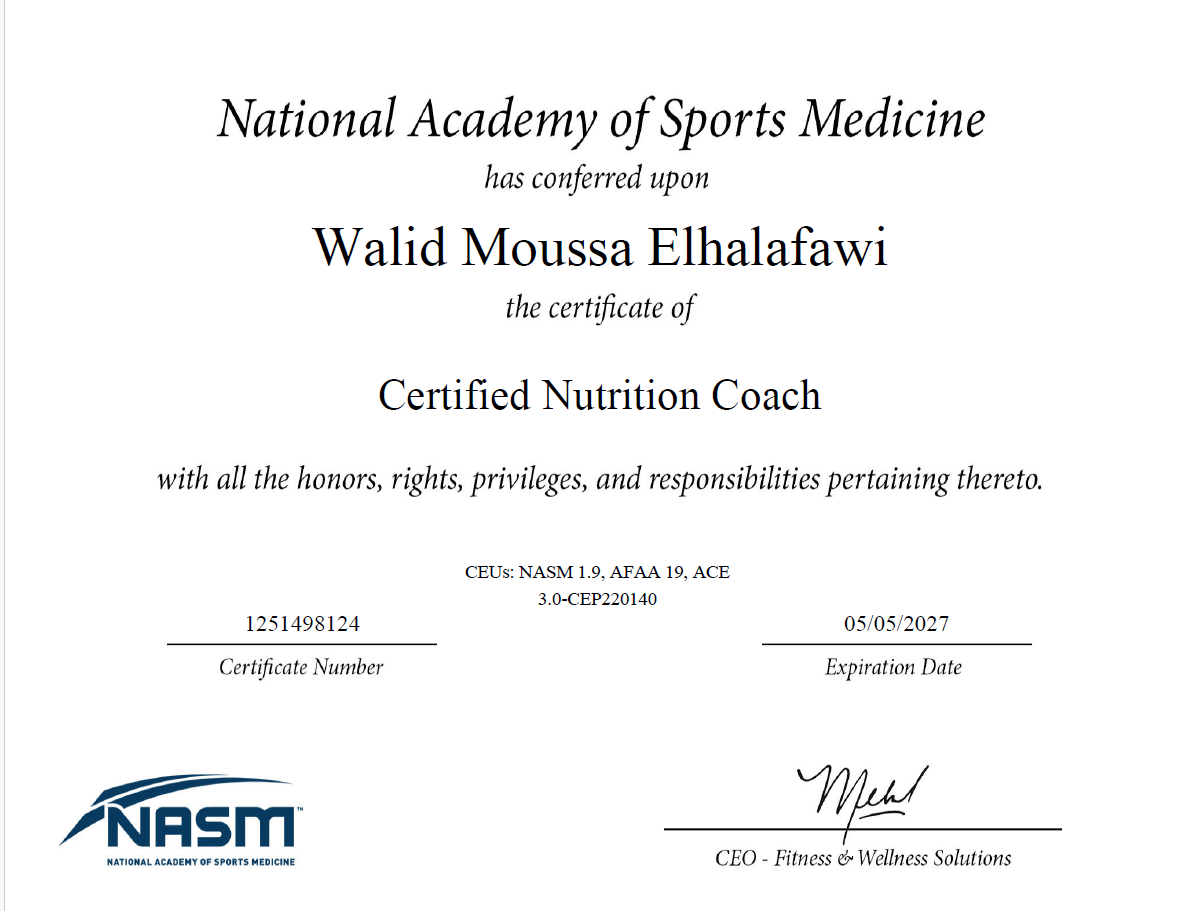 National Academy of Sports Medicine
has conferred upon
Walid Moussa Elhalafawi
the certificate of
Certified Nutrition Coach
with all the honors, rights, privileges, and responsibilities pertaining thereto.
CEUs: NASM 1.9, AFAA 19, ACE
3.0-CEP220140
1251498124
Certificate Number
05/05/2027
Expiration Date
NASM™
NATIONAL ACADEMY OF SPORTS MEDICINE
CEO - Fitness & Wellness Solutions